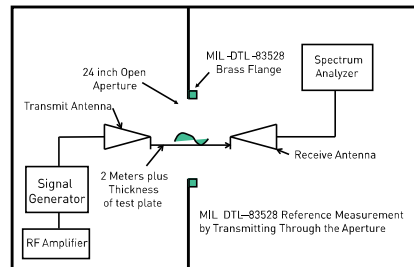 24 inch Open
Aperture
MIL-DTL-83528
Brass Flange
Spectrum
Analyzer
Transmit Antenna
Receive Antenna
2 Meters plus
Thickness
of test plate
Signal
Generator
RF Amplifier
MIL DTL-83528 Reference Measurement
by Transmitting Through the Aperture